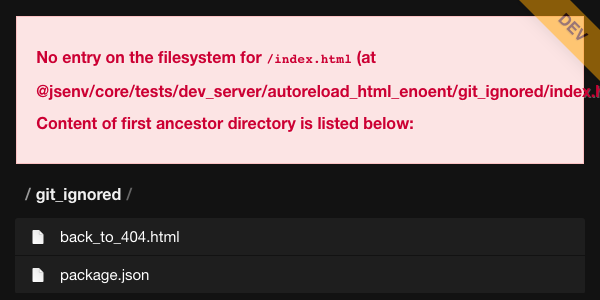 DEV
No entry on the filesystem for /index.html (at
@jsenv/core/tests/dev_server/autoreload_html_enoent/git_ignored/index.
Content of first ancestor directory is listed below:
/ git_ignored /
back_to_404.html
package.json